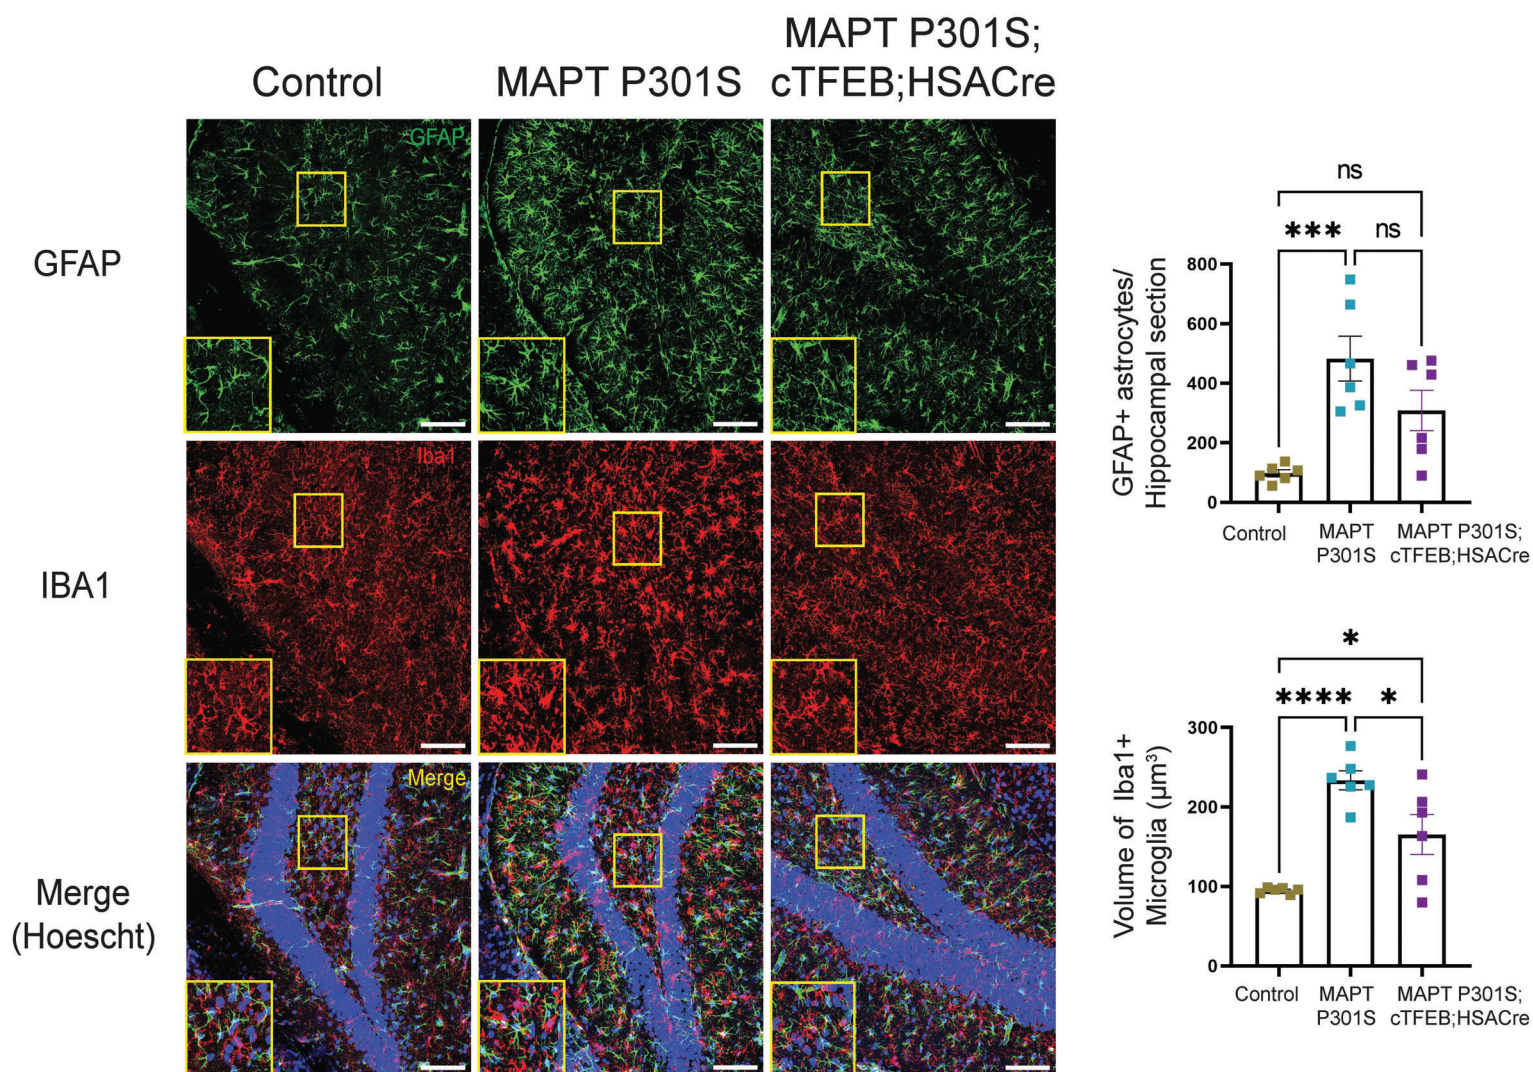 Control
MAPT P301S
MAPT P301S;
cTFEB;HSACre
GFAP
GFAP
IBA1
Iba1
Merge
(Hoescht)
Merge
GFAP+ astrocytes/
Hippocampal section
ns
*** ns
800
600
400
200
0
Control
MAPT
P301S
MAPT P301S;
cTFEB;HSACre
Volume of Iba1+
Microglia (µm³)
*
**** *
300
200
100
0
Control
MAPT
P301S
MAPT P301S;
cTFEB;HSACre